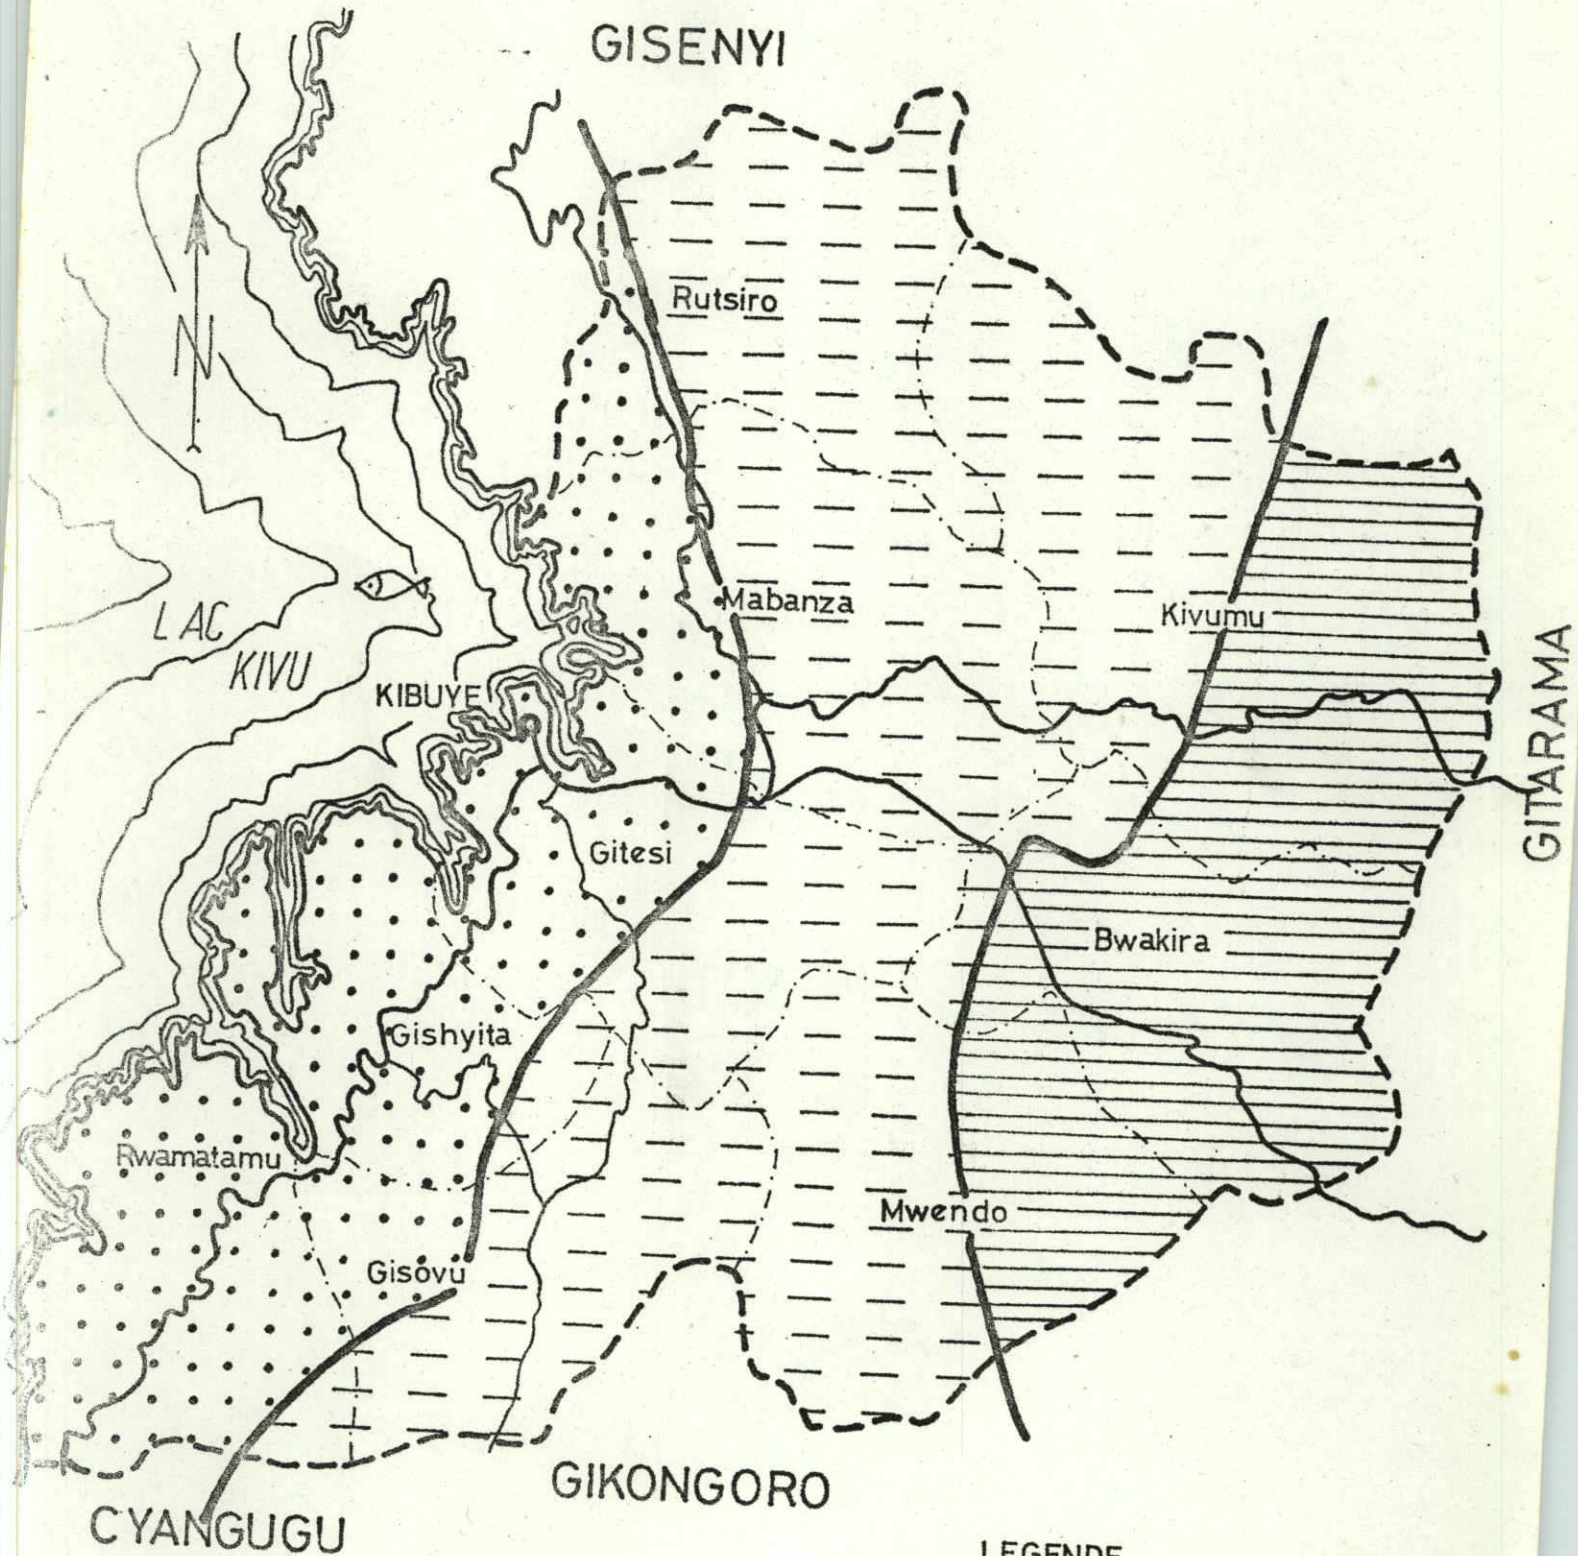 GISENYI
N
Rutsiro
Mabanza
Kivumu
LAC
KIVU
KIBUYE
GITARAMA
Gitesi
Bwakira
Gishyita
Rwamatamu
Mwendo
Gisovu
GIKONGORO
CYANGUGU
LEGENDE